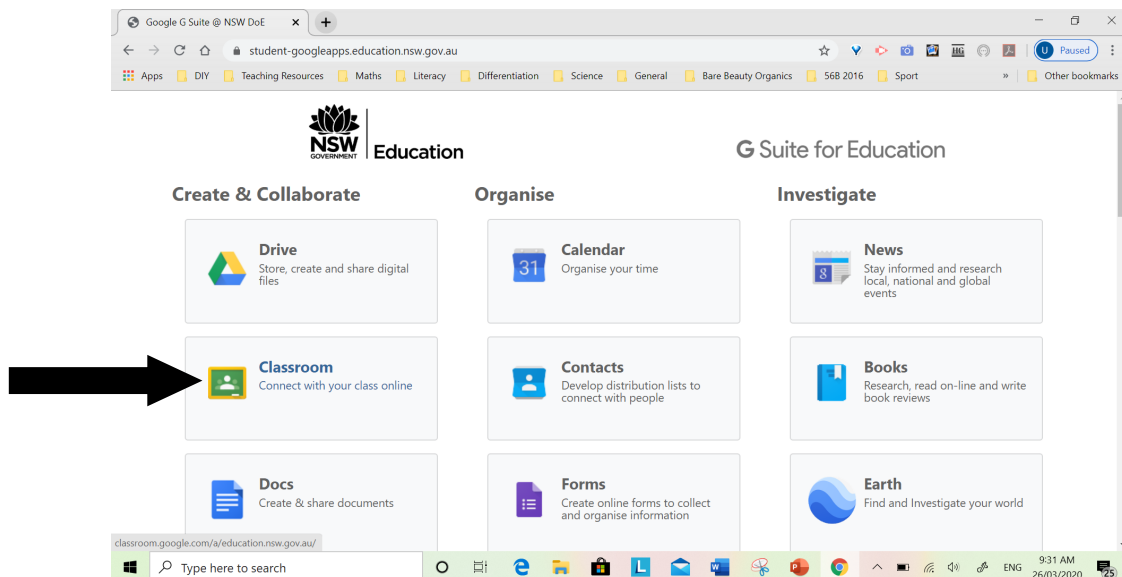 Google G Suite @ NSW DoE
student-googleapps.education.nsw.gov.au
HG
U Paused
Apps DIY Teaching Resources Maths Literacy Differentiation Science General Bare Beauty Organics 56B 2016 Sport » Other bookmarks
NSW
GOVERNMENT
Education
G Suite for Education
Create & Collaborate
Organise
Investigate
Drive
Store, create and share digital
files
Calendar
Organise your time
31
News
Stay informed and research
local, national and global
events
8
Classroom
Connect with your class online
Contacts
Develop distribution lists to
connect with people
Books
Research, read on-line and write
book reviews
Docs
Create & share documents
Forms
Create online forms to collect
and organise information
Earth
Find and Investigate your world
classroom.google.com/a/education.nsw.gov.au/
Type here to search
L
ENG
9:31 AM
26/03/2020
25